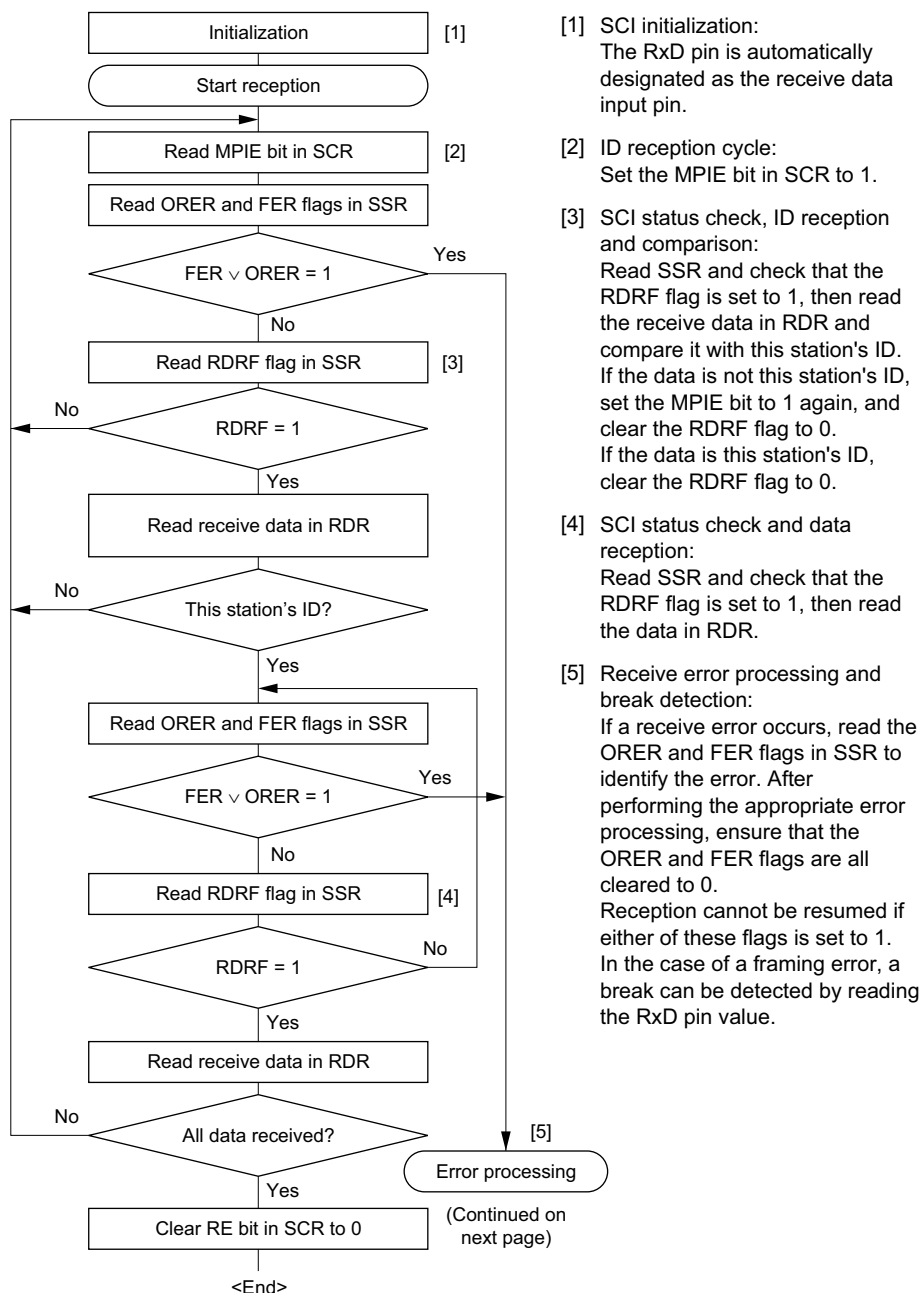 Initialization [1]
Start reception
Read MPIE bit in SCR [2]
Read ORER and FER flags in SSR
Yes
FER ∨ ORER = 1
No
Read RDRF flag in SSR [3]
No
RDRF = 1
Yes
Read receive data in RDR
No
This station's ID?
Yes
Read ORER and FER flags in SSR
Yes
FER ∨ ORER = 1
No
Read RDRF flag in SSR [4]
No
RDRF = 1
Yes
Read receive data in RDR
No
All data received?
[5]
Error processing
Yes
(Continued on
next page)
Clear RE bit in SCR to 0
<End>
[1] SCI initialization:
The RxD pin is automatically
designated as the receive data
input pin.
[2] ID reception cycle:
Set the MPIE bit in SCR to 1.
[3] SCI status check, ID reception
and comparison:
Read SSR and check that the
RDRF flag is set to 1, then read
the receive data in RDR and
compare it with this station's ID.
If the data is not this station's ID,
set the MPIE bit to 1 again, and
clear the RDRF flag to 0.
If the data is this station's ID,
clear the RDRF flag to 0.
[4] SCI status check and data
reception:
Read SSR and check that the
RDRF flag is set to 1, then read
the data in RDR.
[5] Receive error processing and
break detection:
If a receive error occurs, read the
ORER and FER flags in SSR to
identify the error. After
performing the appropriate error
processing, ensure that the
ORER and FER flags are all
cleared to 0.
Reception cannot be resumed if
either of these flags is set to 1.
In the case of a framing error, a
break can be detected by reading
the RxD pin value.